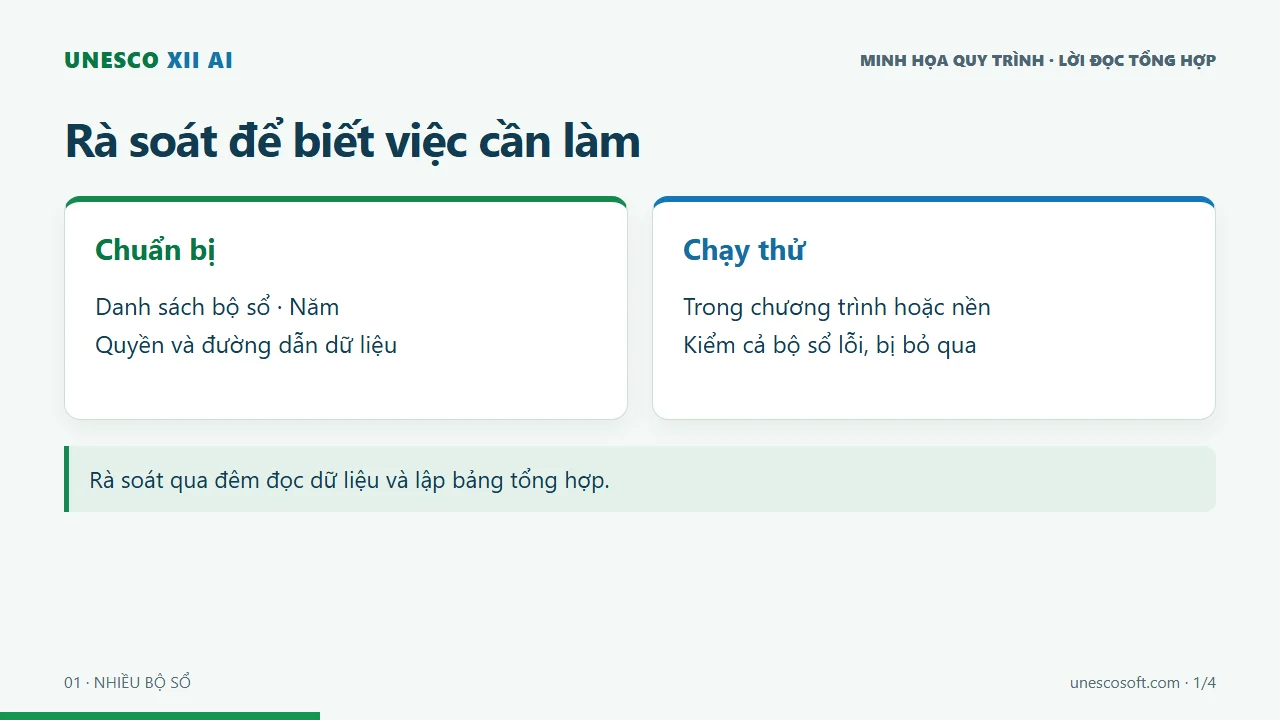 UNESCO XII AI
MINH HỌA QUY TRÌNH · LỜI ĐỌC TỔNG HỢP
Rà soát để biết việc cần làm
Chuẩn bị
Danh sách bộ sổ · Năm
Quyền và đường dẫn dữ liệu
Chạy thử
Trong chương trình hoặc nền
Kiểm cả bộ sổ lỗi, bị bỏ qua
Rà soát qua đêm đọc dữ liệu và lập bảng tổng hợp.
01 · NHIỀU BỘ SỔ
unescosoft.com · 1/4